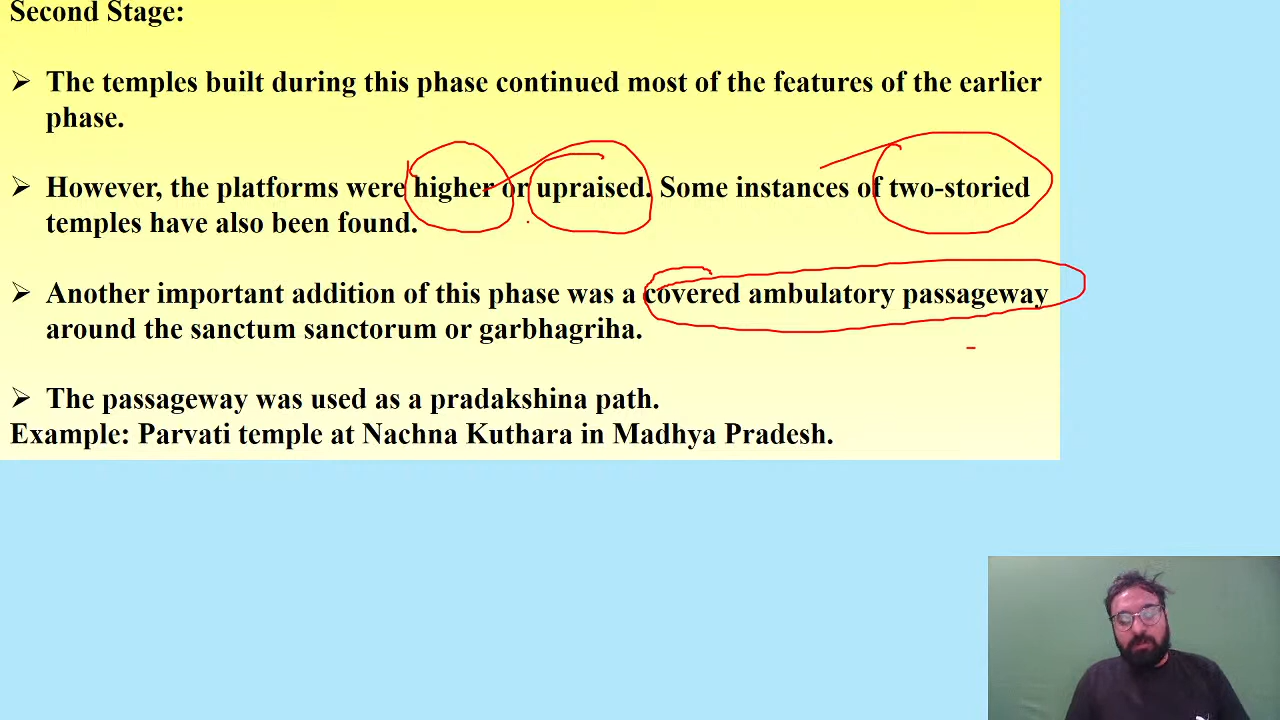 Second Stage:
➢ The temples built during this phase continued most of the features of the earlier
phase.
➢ However, the platforms were higher or upraised. Some instances of two-storied
temples have also been found.
➢ Another important addition of this phase was a covered ambulatory passageway
around the sanctum sanctorum or garbhagriha.
➢ The passageway was used as a pradakshina path.
Example: Parvati temple at Nachna Kuthara in Madhya Pradesh.